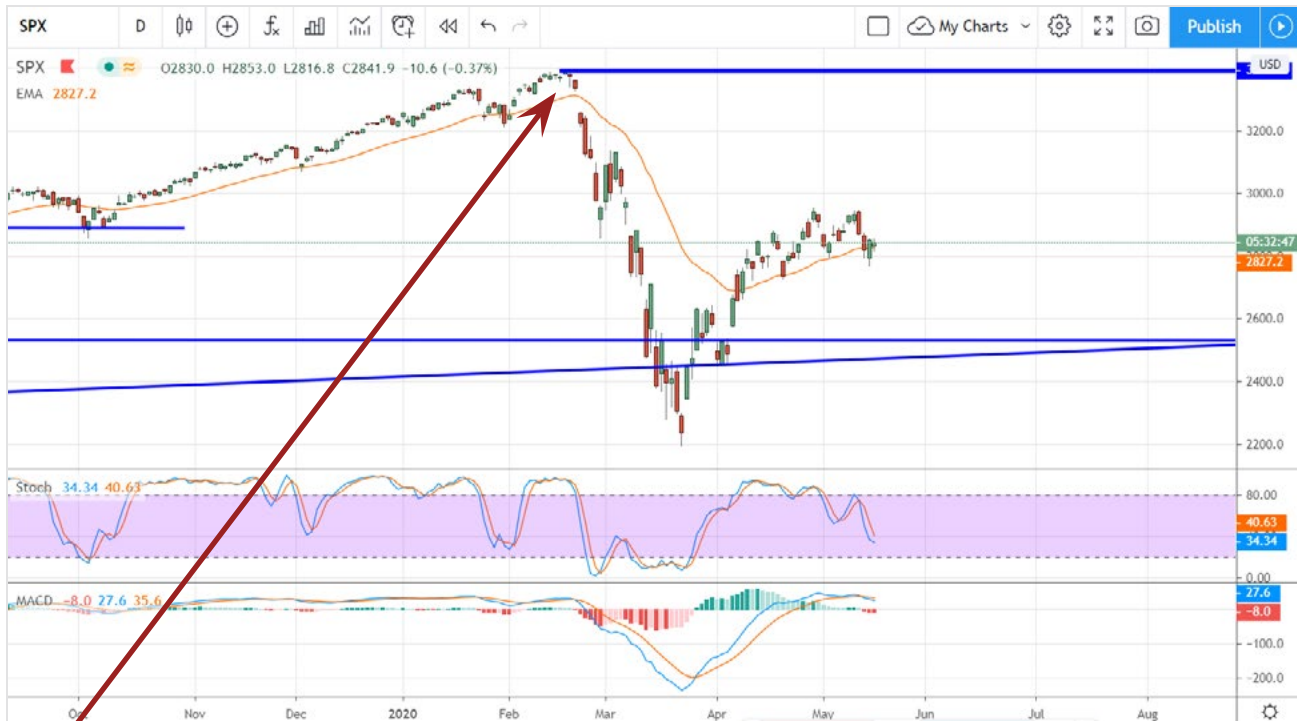 SPX D fx My Charts Publish
SPX O2830.0 H2853.0 L2816.8 C2841.9 −10.6 (−0.37%) USD
EMA 2827.2
3200.0
3000.0
05:32:47
2827.2
2600.0
2400.0
2200.0
Stoch 34.34 40.63
80.00
40.63
34.34
0.00
MACD −8.0 27.6 35.6
27.6
−8.0
−100.0
−200.0
Oct Nov Dec 2020 Feb Mar Apr May Jun Jul Aug